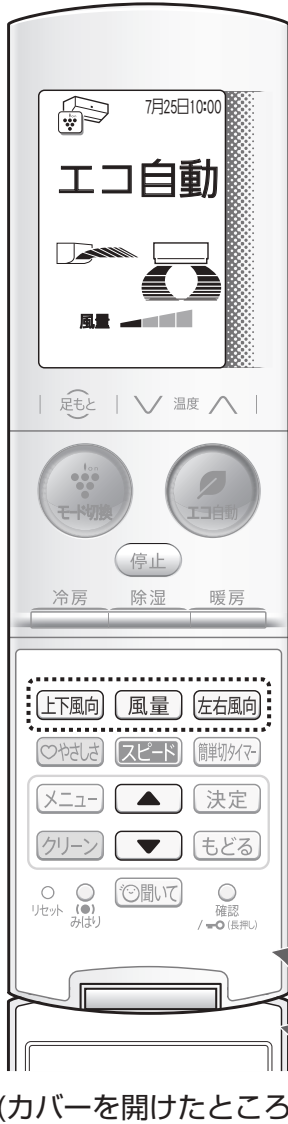 7月25日10:00
エコ自動
風量
足もと 温度
ion
モード切換 エコ自動
停止
冷房 除湿 暖房
上下風向 風量 左右風向
やさしさ スピード 簡単切タイマー
メニュー ▲ 決定
クリーン ▼ もどる
リセット みはり 聞いて 確認
/ (長押し)
(カバーを開けたところ